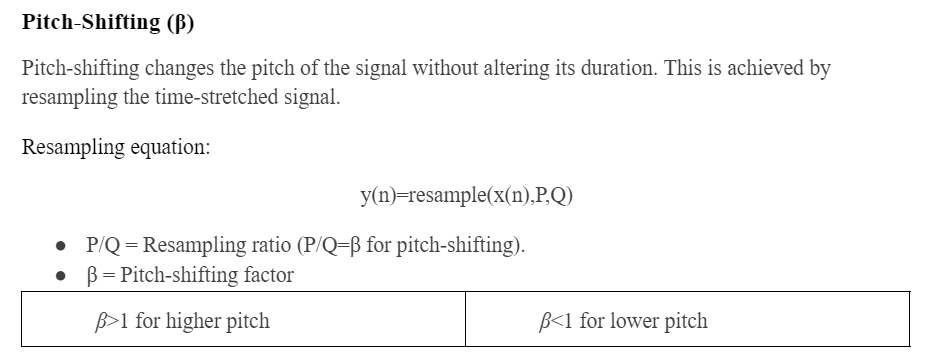 Pitch-Shifting (β)
Pitch-shifting changes the pitch of the signal without altering its duration. This is achieved by
resampling the time-stretched signal.
Resampling equation:
y(n)=resample(x(n),P,Q)
● P/Q = Resampling ratio (P/Q=β for pitch-shifting).
● β = Pitch-shifting factor
β>1 for higher pitch
β<1 for lower pitch